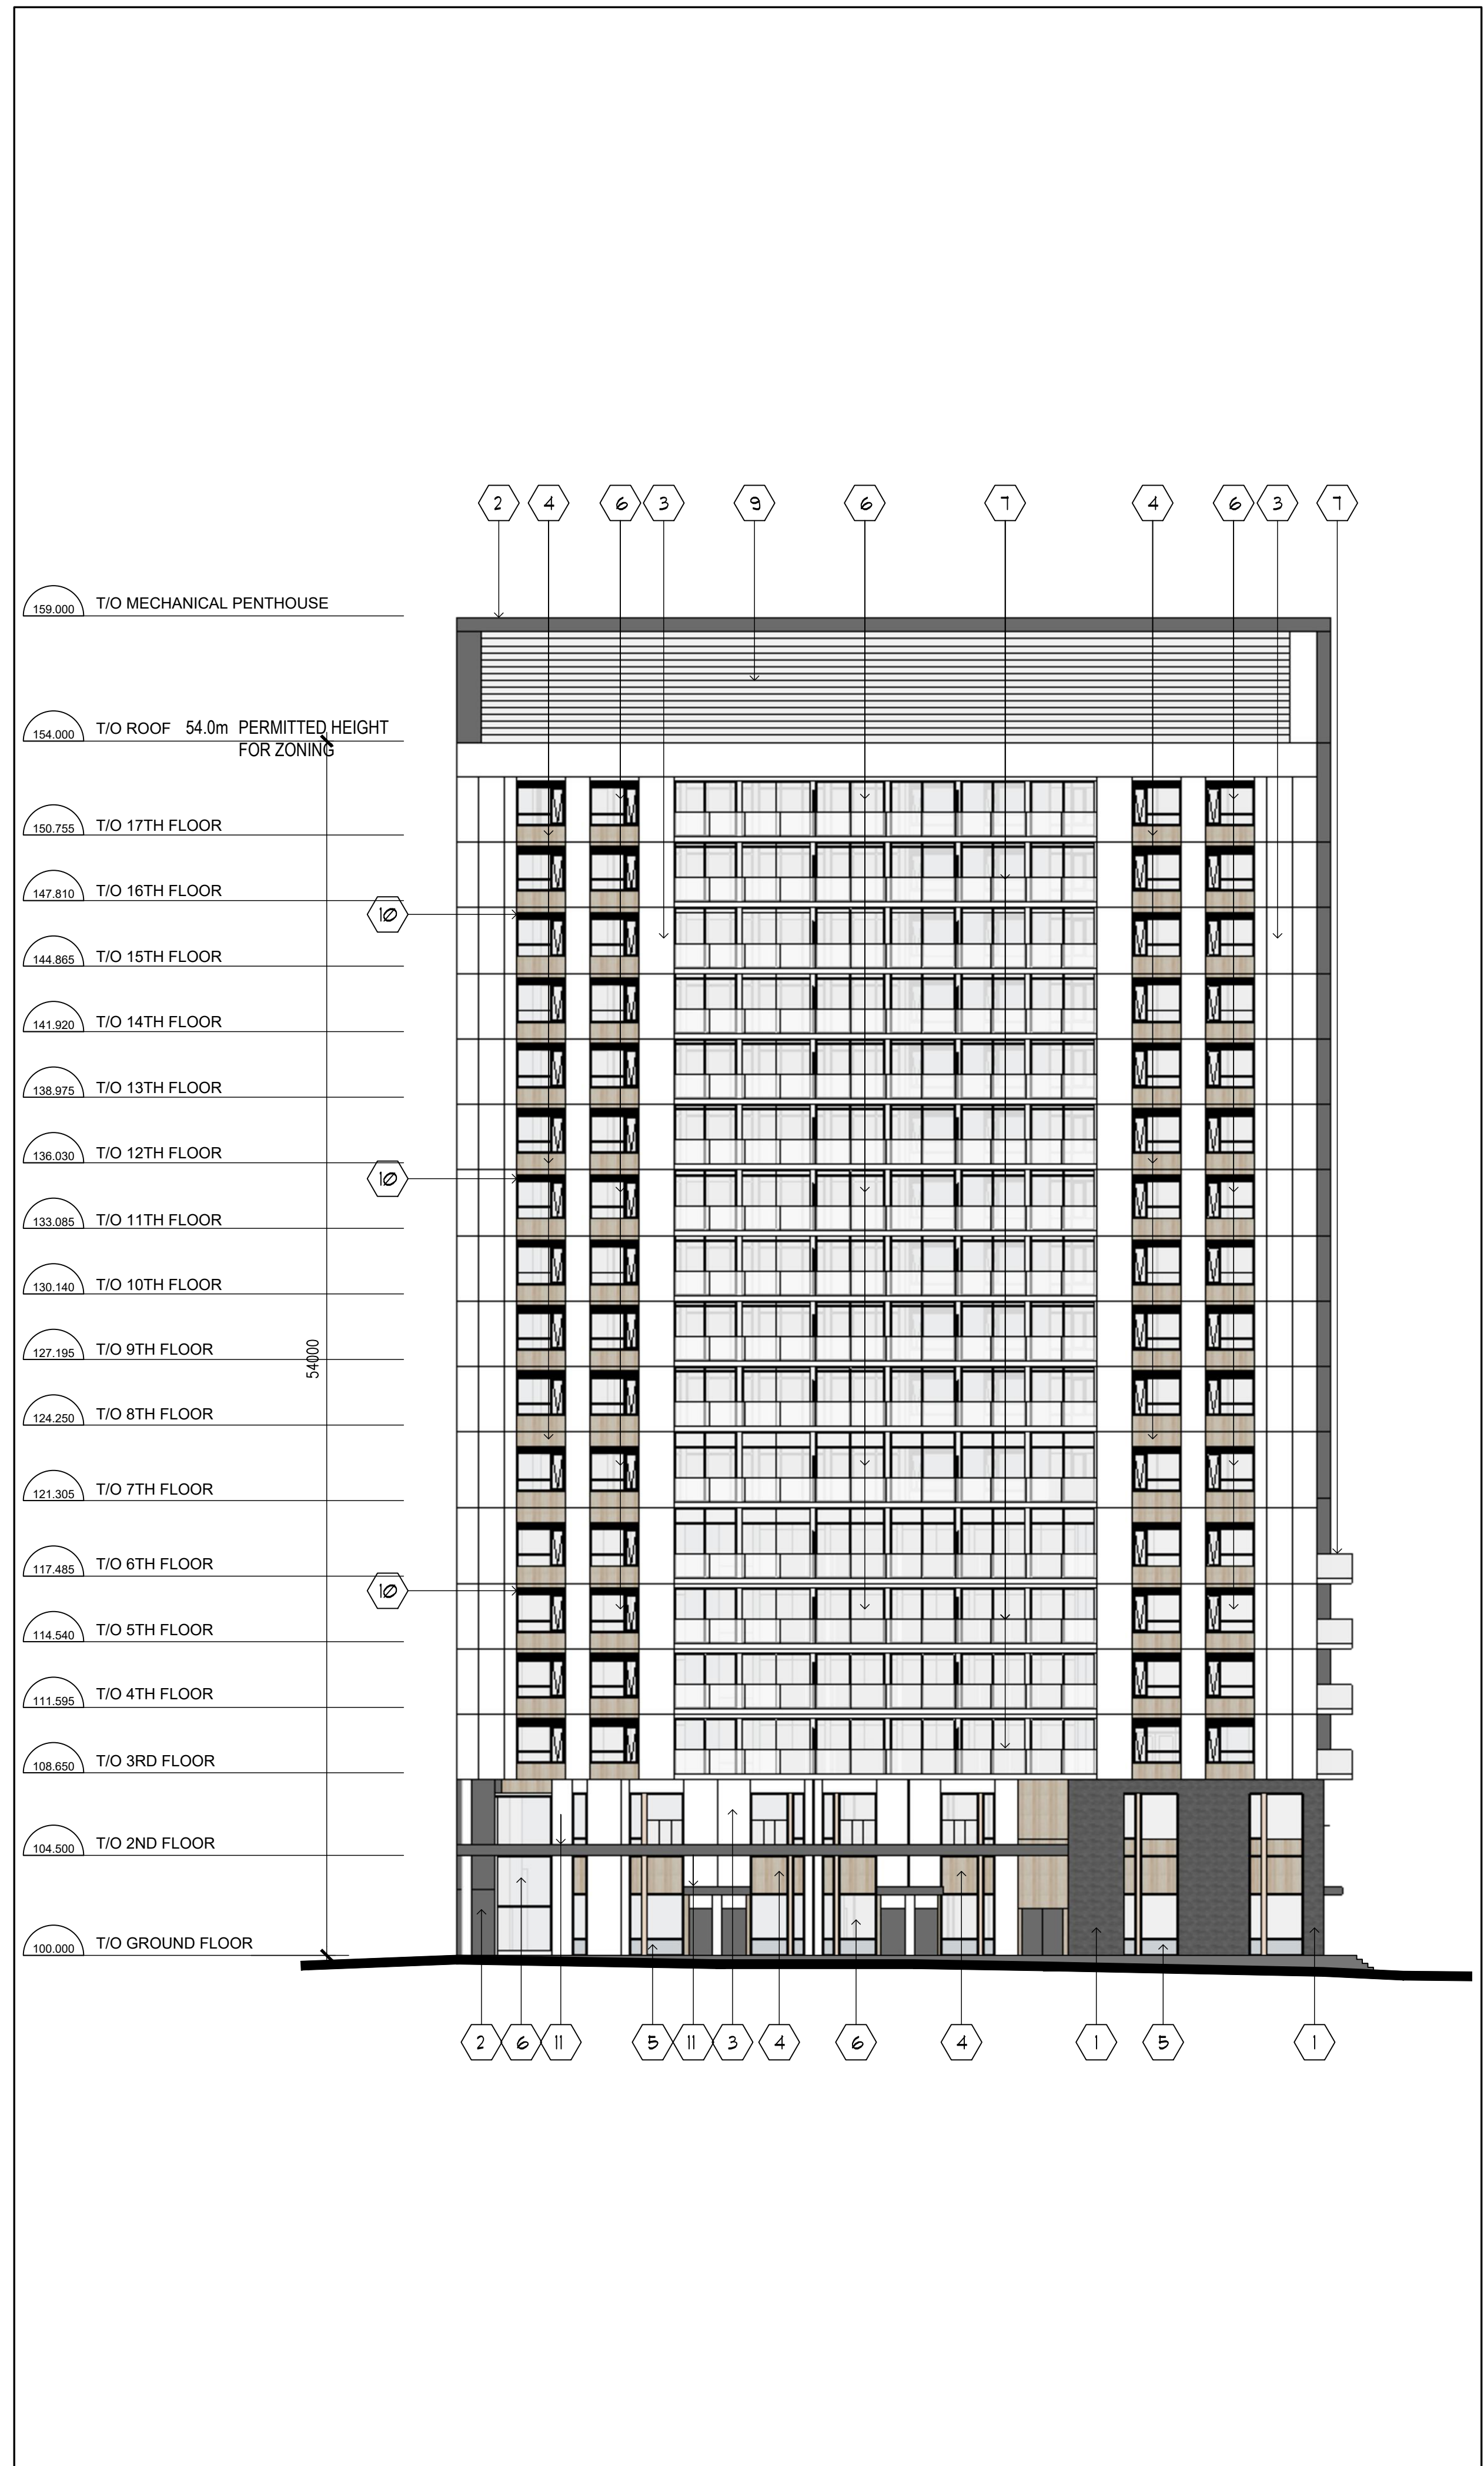 2 4 6 3 9 6 7 4 6 3 7
159.000 T/O MECHANICAL PENTHOUSE
154.000 T/O ROOF 54.0m PERMITTED HEIGHT
FOR ZONING
150.755 T/O 17TH FLOOR
147.810 T/O 16TH FLOOR
10
144.865 T/O 15TH FLOOR
141.920 T/O 14TH FLOOR
138.975 T/O 13TH FLOOR
136.030 T/O 12TH FLOOR
10
133.085 T/O 11TH FLOOR
130.140 T/O 10TH FLOOR
127.195 T/O 9TH FLOOR
54000
124.250 T/O 8TH FLOOR
121.305 T/O 7TH FLOOR
117.485 T/O 6TH FLOOR
10
114.540 T/O 5TH FLOOR
111.595 T/O 4TH FLOOR
108.650 T/O 3RD FLOOR
104.500 T/O 2ND FLOOR
100.000 T/O GROUND FLOOR
2 6 11 5 11 3 4 6 4 1 5 1